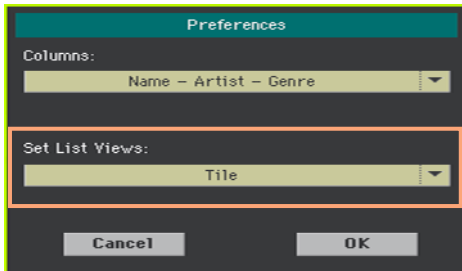 Preferences
Columns:
Name - Artist - Genre
Set List Views:
Tile
Cancel OK